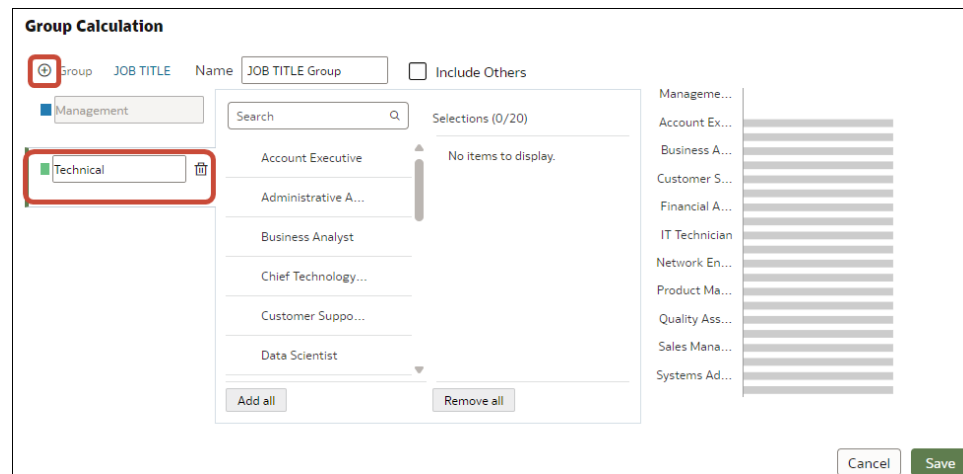 Group Calculation
Group JOB TITLE Name JOB TITLE Group Include Others
Management
Technical
Search
Account Executive
Administrative A...
Business Analyst
Chief Technology...
Customer Suppo...
Data Scientist
Add all
Selections (0/20)
No items to display.
Remove all
Manageme...
Account Ex...
Business A...
Customer S...
Financial A...
IT Technician
Network En...
Product Ma...
Quality Ass...
Sales Mana...
Systems Ad...
Cancel Save